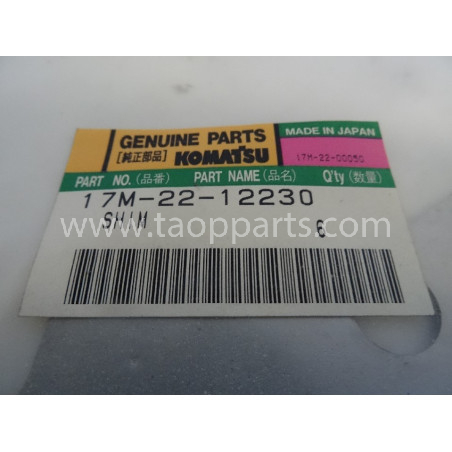 GENUINE PARTS
[純正部品] KOMATSU
MADE IN JAPAN
17M-22-00050
PART NO. (品番) PART NAME (品名) Q'ty (数量)
17M-22-12230
SHIM 6
www.taopparts.com